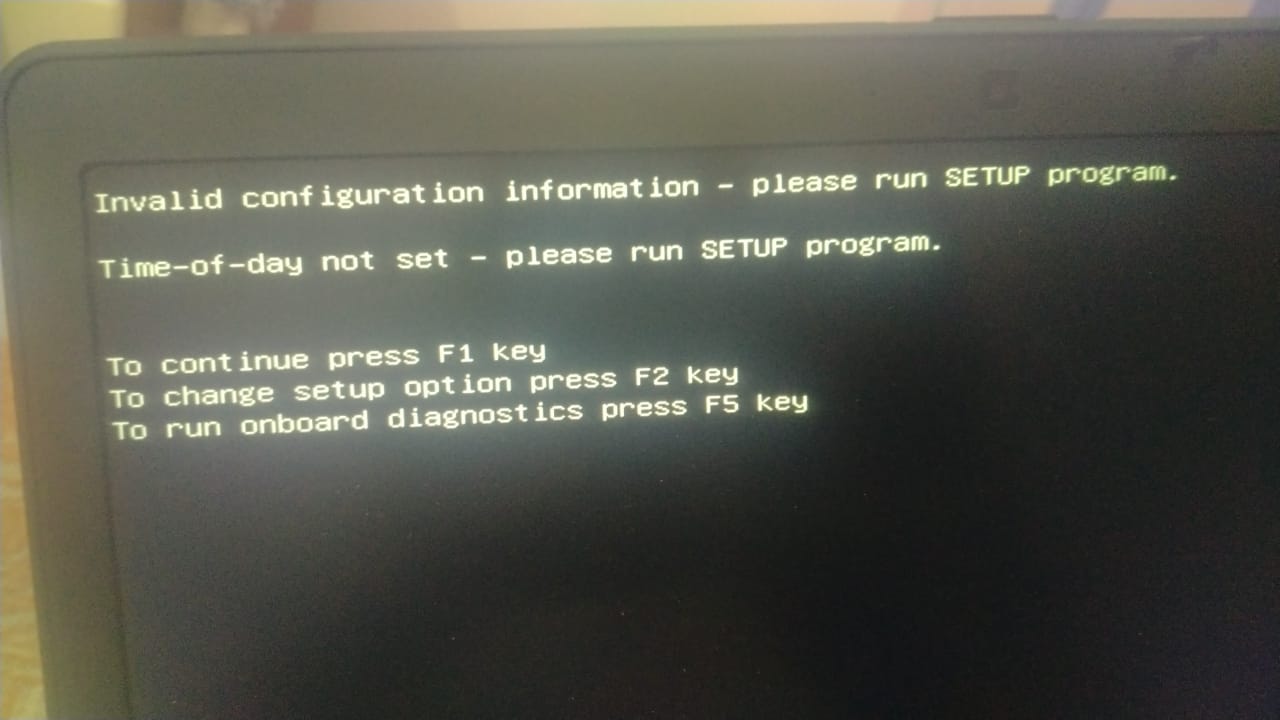 Invalid configuration information - please run SETUP program.
Time-of-day not set - please run SETUP program.
To continue press F1 key
To change setup option press F2 key
To run onboard diagnostics press F5 key